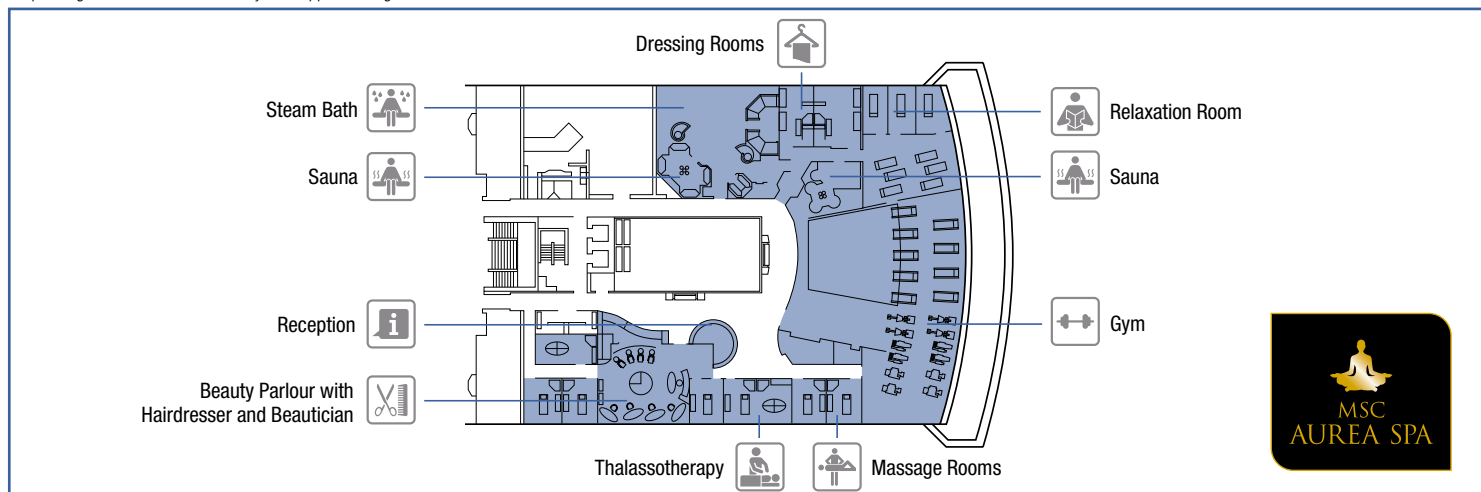 Dressing Rooms
Steam Bath
Relaxation Room
Sauna
Sauna
Reception
Gym
Beauty Parlour with
Hairdresser and Beautician
Thalassotherapy
Massage Rooms
MSC
AUREA SPA